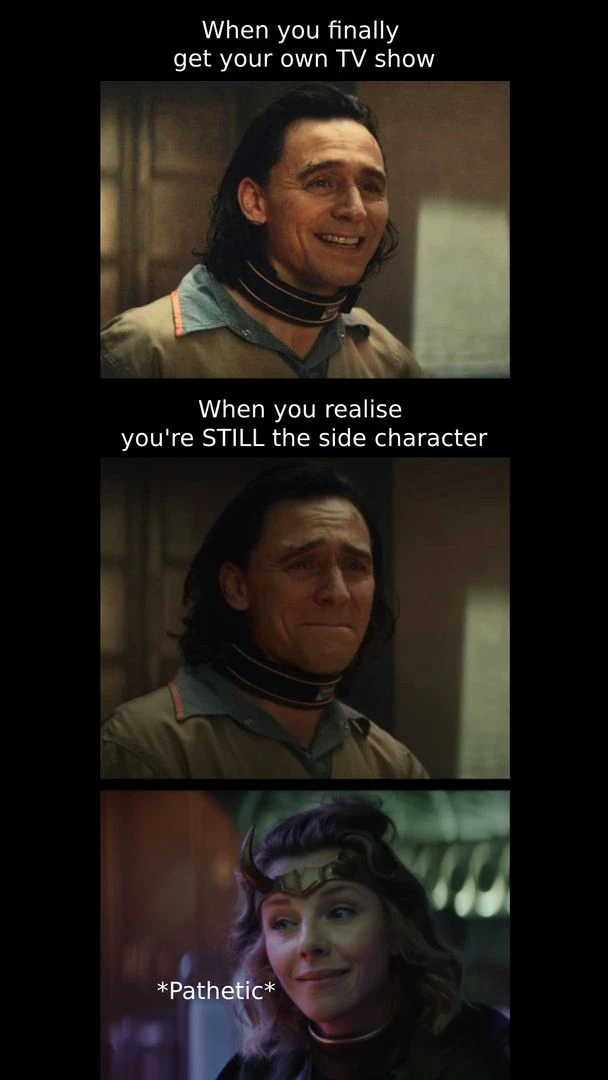 When you finally
get your own TV show
When you realise
you're STILL the side character
*Pathetic*